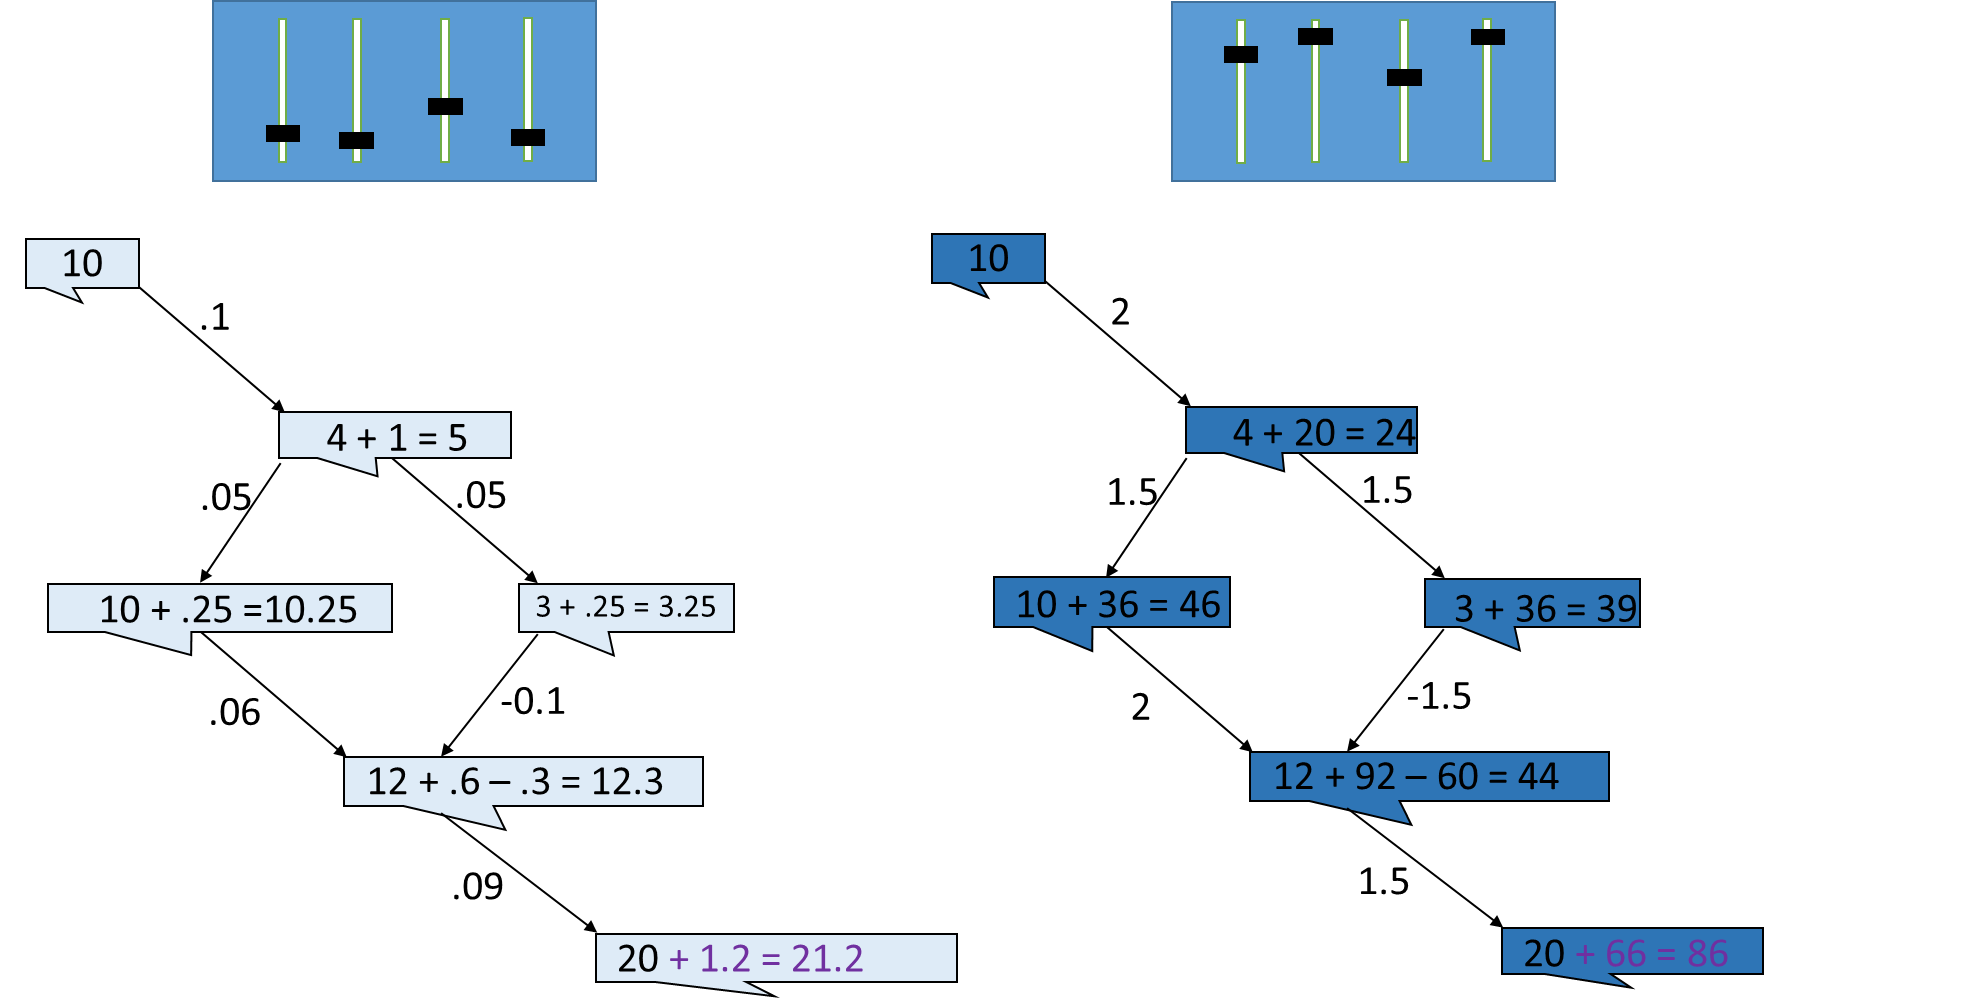 10
.1
4 + 1 = 5
.05
.05
10 + .25 =10.25
3 + .25 = 3.25
.06
-0.1
12 + .6 – .3 = 12.3
.09
20 + 1.2 = 21.2
10
2
4 + 20 = 24
1.5
1.5
10 + 36 = 46
3 + 36 = 39
2
-1.5
12 + 92 – 60 = 44
1.5
20 + 66 = 86